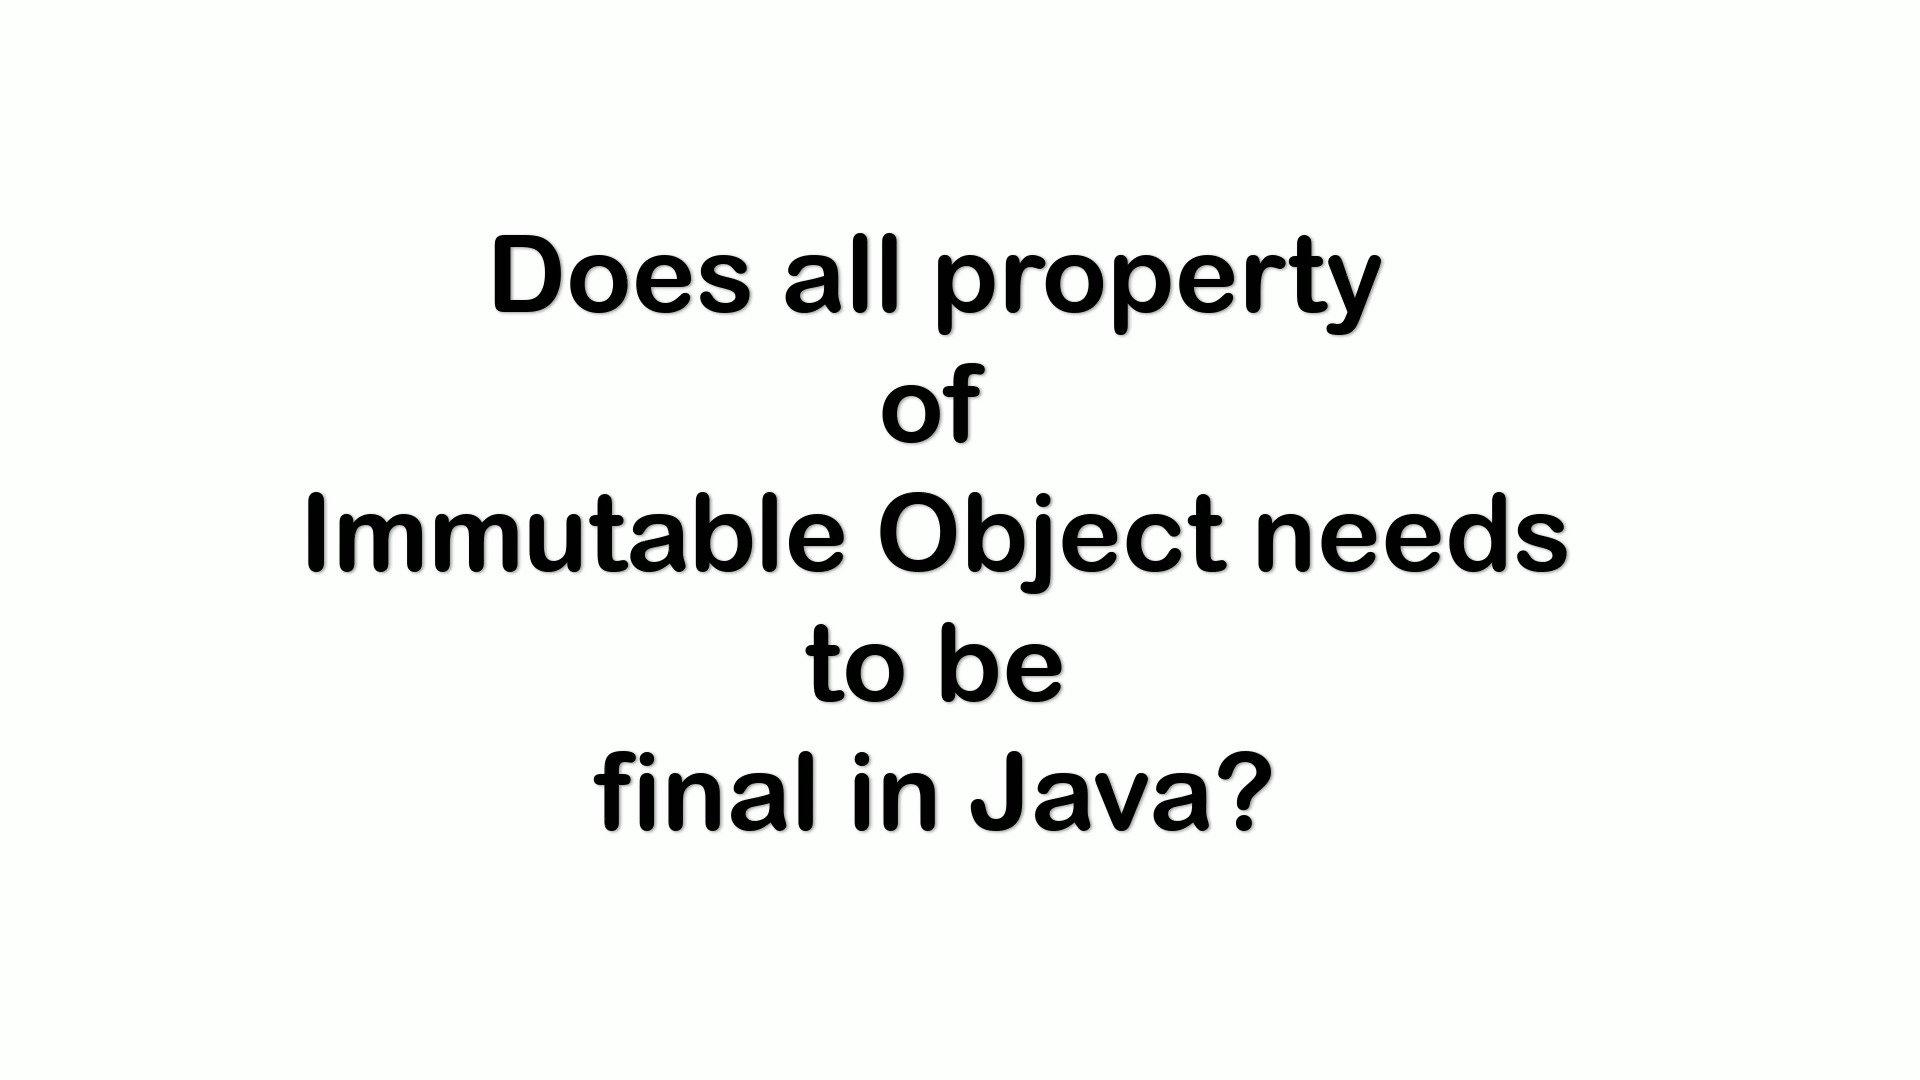 Does all property
of
Immutable Object needs
to be
final in Java?